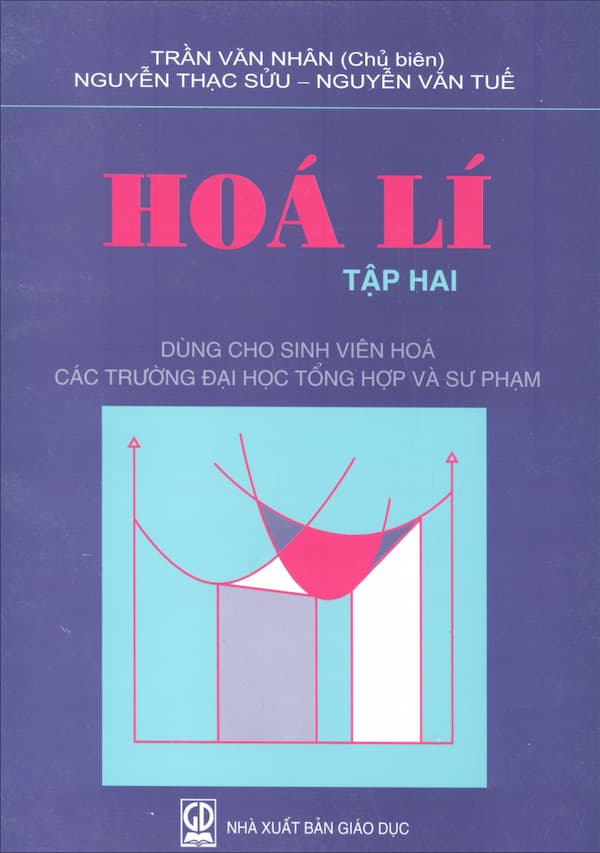 TRẦN VĂN NHÂN (Chủ biên)
NGUYỄN THẠC SỬU – NGUYỄN VĂN TUẾ
HOÁ LÍ
TẬP HAI
DÙNG CHO SINH VIÊN HOÁ
CÁC TRƯỜNG ĐẠI HỌC TỔNG HỢP VÀ SƯ PHẠM
GD
NHÀ XUẤT BẢN GIÁO DỤC